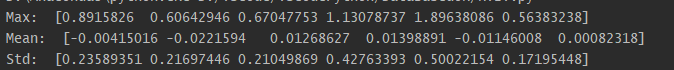 Max:  [0.8915826  0.60642946 0.67047753 1.13078737 1.89638086 0.56383238]
Mean:  [-0.00415016 -0.0221594   0.01268627  0.01398891 -0.01146008  0.00082318]
Std:  [0.23589351 0.21697446 0.21049869 0.42763393 0.50022154 0.17195448]